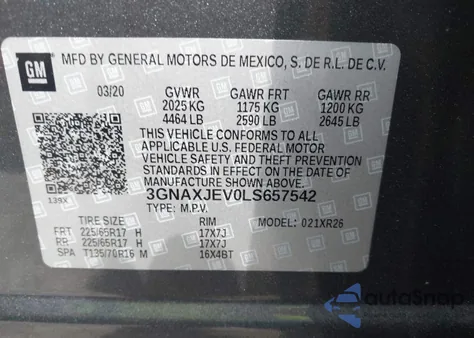 GM
MFD BY GENERAL MOTORS DE MEXICO, S. DE R.L. DE C.V.
03/20 GVWR GAWR FRT GAWR RR
2025 KG 1175 KG 1200 KG
4464 LB 2590 LB 2645 LB
THIS VEHICLE CONFORMS TO ALL
APPLICABLE U.S. FEDERAL MOTOR
VEHICLE SAFETY AND THEFT PREVENTION
STANDARDS IN EFFECT ON THE DATE OF
MANUFACTURE SHOWN ABOVE.
139X
3GNAXJEV0LS657542
TYPE: M.P.V. MODEL: 021XR26
TIRE SIZE RIM
FRT 225/65R17 H 17X7J
RR 225/65R17 H 17X7J
SPA T135/70R16 M 16X4BT
AutoSnap